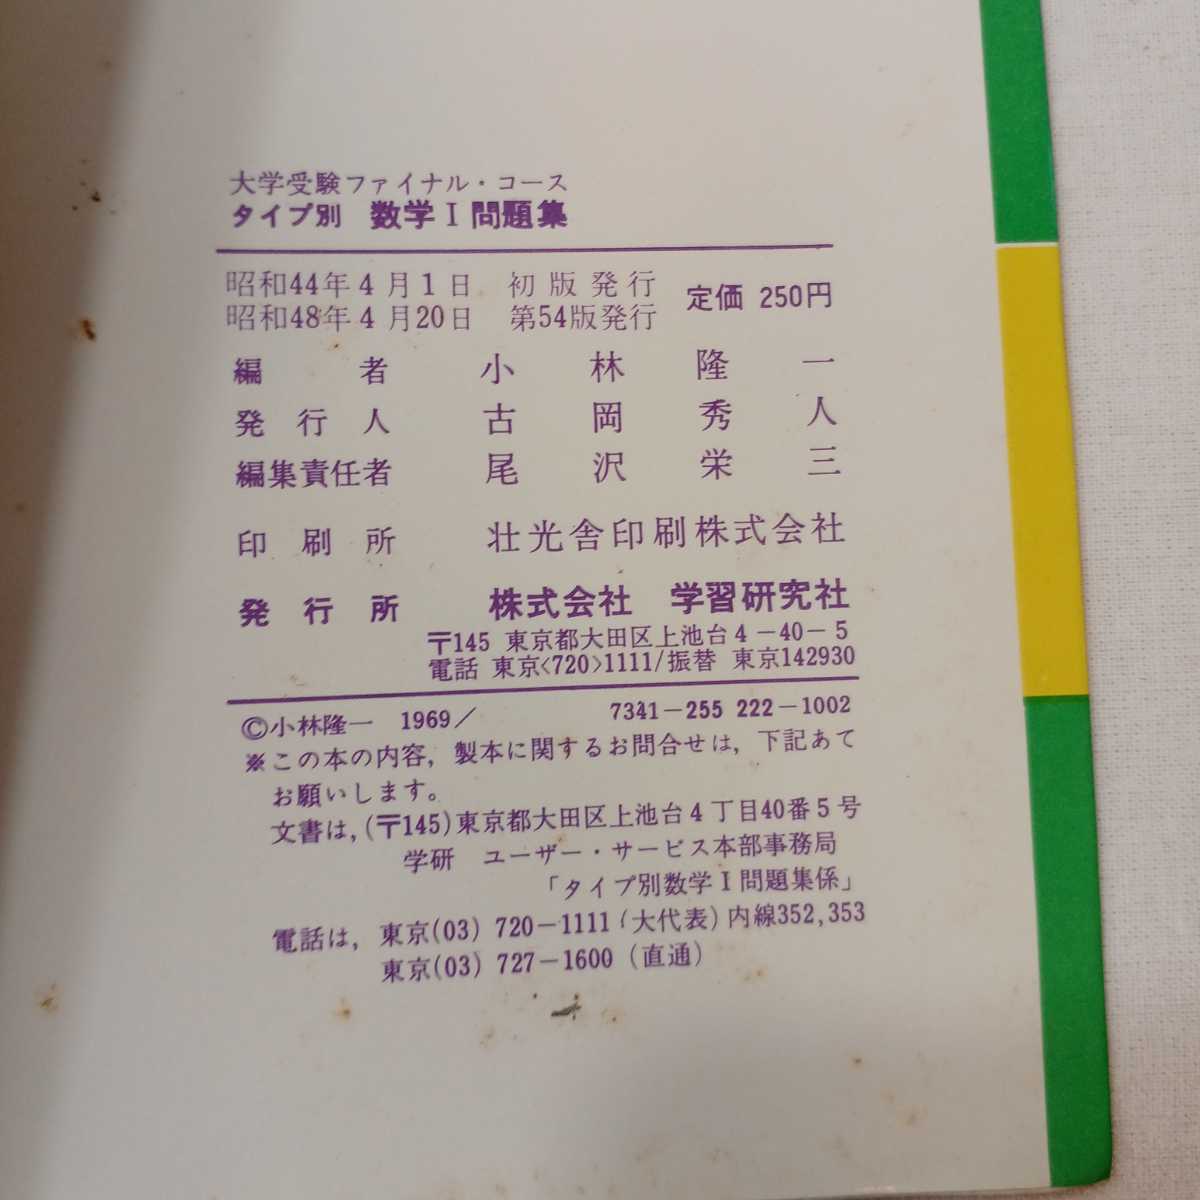 大学受験ファイナル・コース
タイプ別 数学Ⅰ問題集
昭和44年4月1日 初版発行
昭和48年4月20日 第54版発行
定価 250円
編者 小林隆一
発行人 古岡秀人
編集責任者 尾沢栄三
印刷所 壮光舎印刷株式会社
発行所 株式会社 学習研究社
〒145 東京都大田区上池台4-40-5
電話 東京<720>1111/振替 東京142930
©小林隆一 1969/ 7341-255 222-1002
※この本の内容,製本に関するお問合せは,下記あて
お願いします。
文書は,(〒145)東京都大田区上池台4丁目40番5号
学研 ユーザー・サービス本部事務局
「タイプ別数学Ⅰ問題集係」
電話は,東京(03) 720-1111(大代表)内線352,353
東京(03) 727-1600(直通)